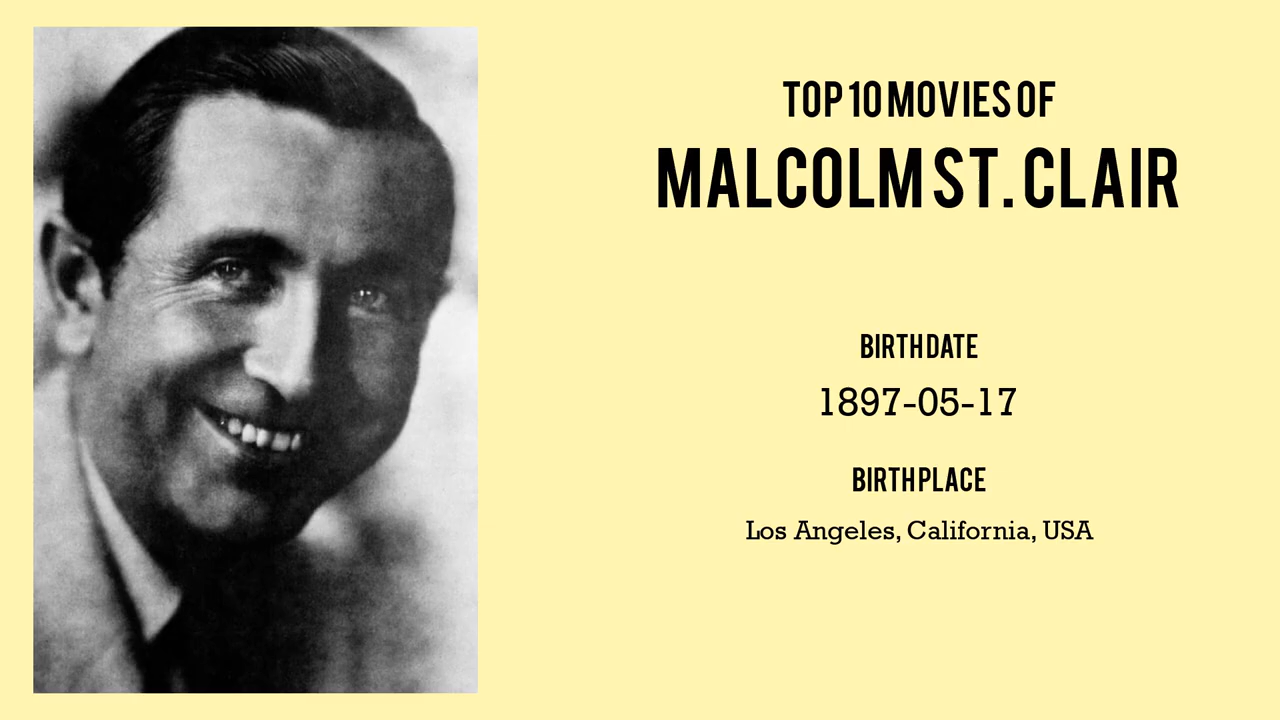 TOP 10 MOVIES OF
MALCOLM ST. CLAIR
BIRTHDATE
1897-05-17
BIRTHPLACE
Los Angeles, California, USA